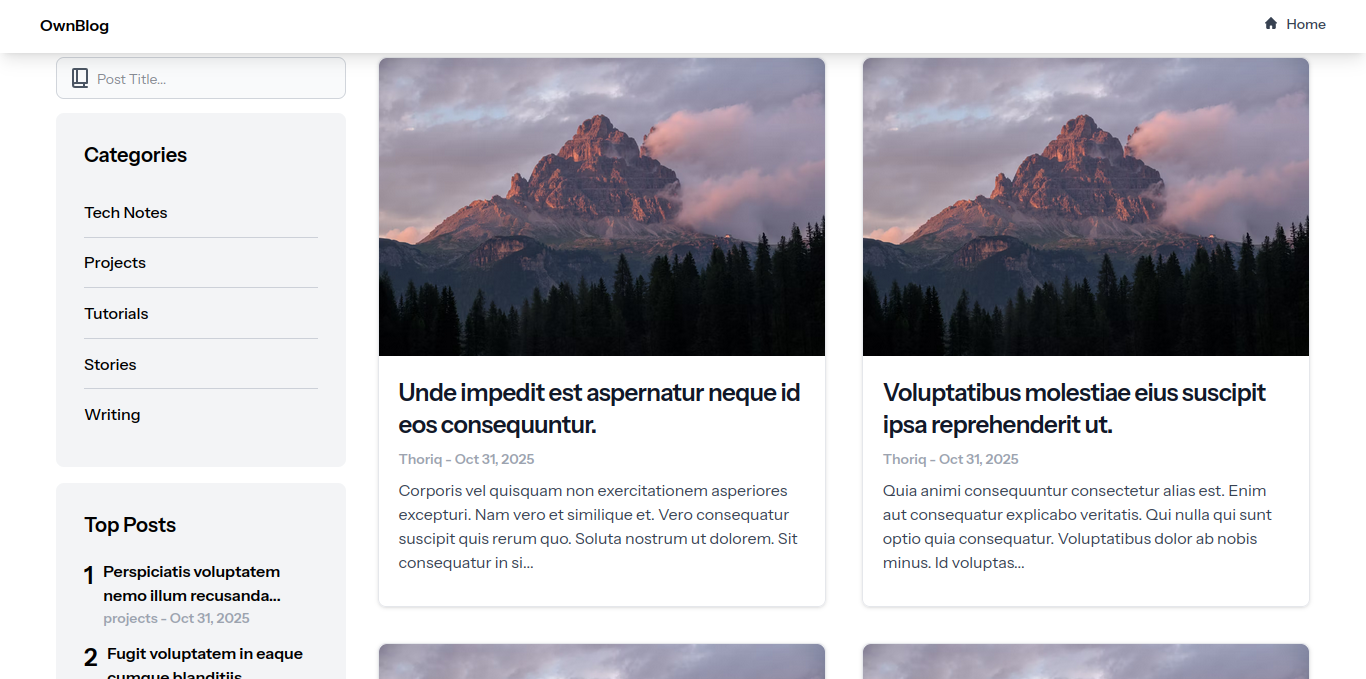 OwnBlog
Home
Post Title...
Categories
Tech Notes
Projects
Tutorials
Stories
Writing
Top Posts
1 Perspiciatis voluptatem
nemo illum recusanda...
projects - Oct 31, 2025
2 Fugit voluptatem in eaque
cumque blanditiis
Unde impedit est aspernatur neque id
eos consequuntur.
Thoriq - Oct 31, 2025
Corporis vel quisquam non exercitationem asperiores
excepturi. Nam vero et similique et. Vero consequatur
suscipit quis rerum quo. Soluta nostrum ut dolorem. Sit
consequatur in si...
Voluptatibus molestiae eius suscipit
ipsa reprehenderit ut.
Thoriq - Oct 31, 2025
Quia animi consequuntur consectetur alias est. Enim
aut consequatur explicabo veritatis. Qui nulla qui sunt
optio quia consequatur. Voluptatibus dolor ab nobis
minus. Id voluptas...